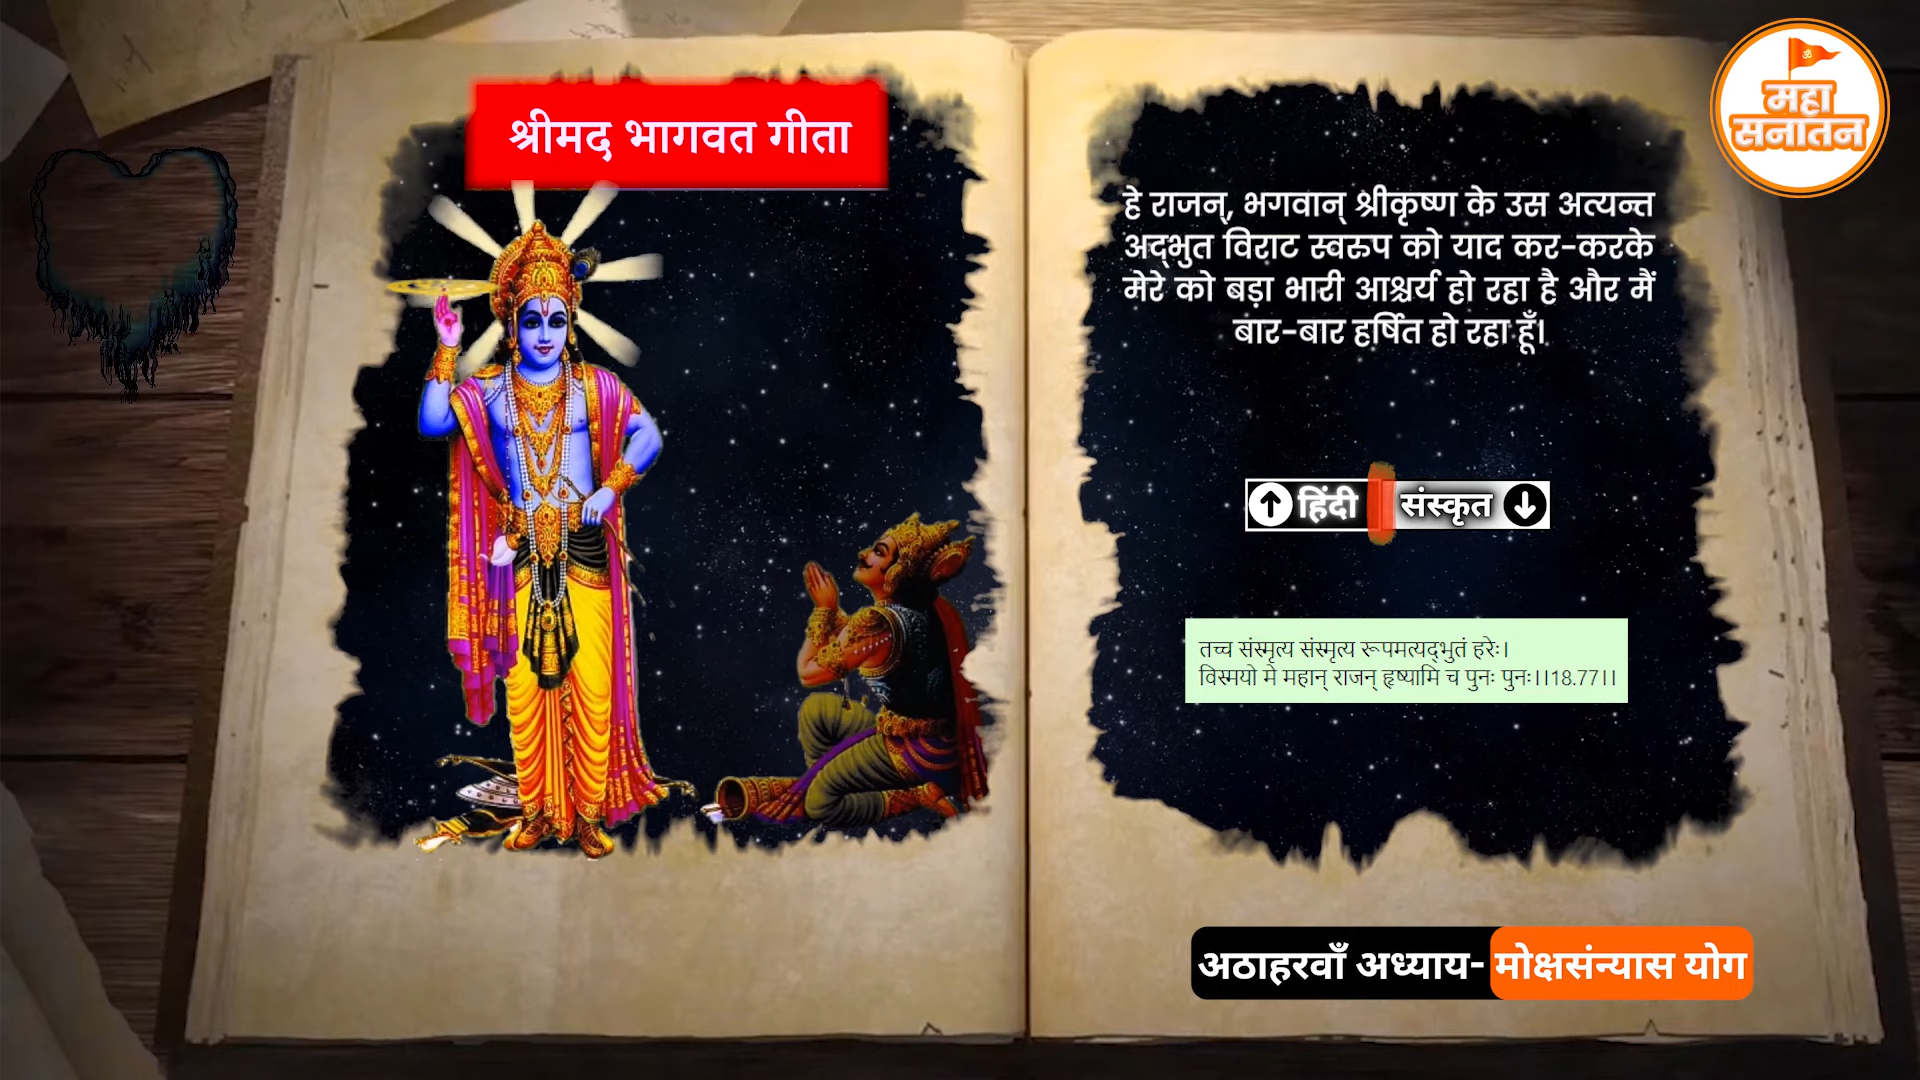 श्रीमद भागवत गीता
ॐ
महा
सनातन
हे राजन्, भगवान् श्रीकृष्ण के उस अत्यन्त
अद्भुत विराट स्वरुप को याद कर-करके
मेरे को बड़ा भारी आश्चर्य हो रहा है और मैं
बार-बार हर्षित हो रहा हूँ।
हिंदी संस्कृत
तच्च संस्मृत्य संस्मृत्य रूपमत्यद्भुतं हरेः।
विस्मयो मे महान् राजन् हृष्यामि च पुनः पुनः।।18.77।।
अठाहरवाँ अध्याय- मोक्षसंन्यास योग